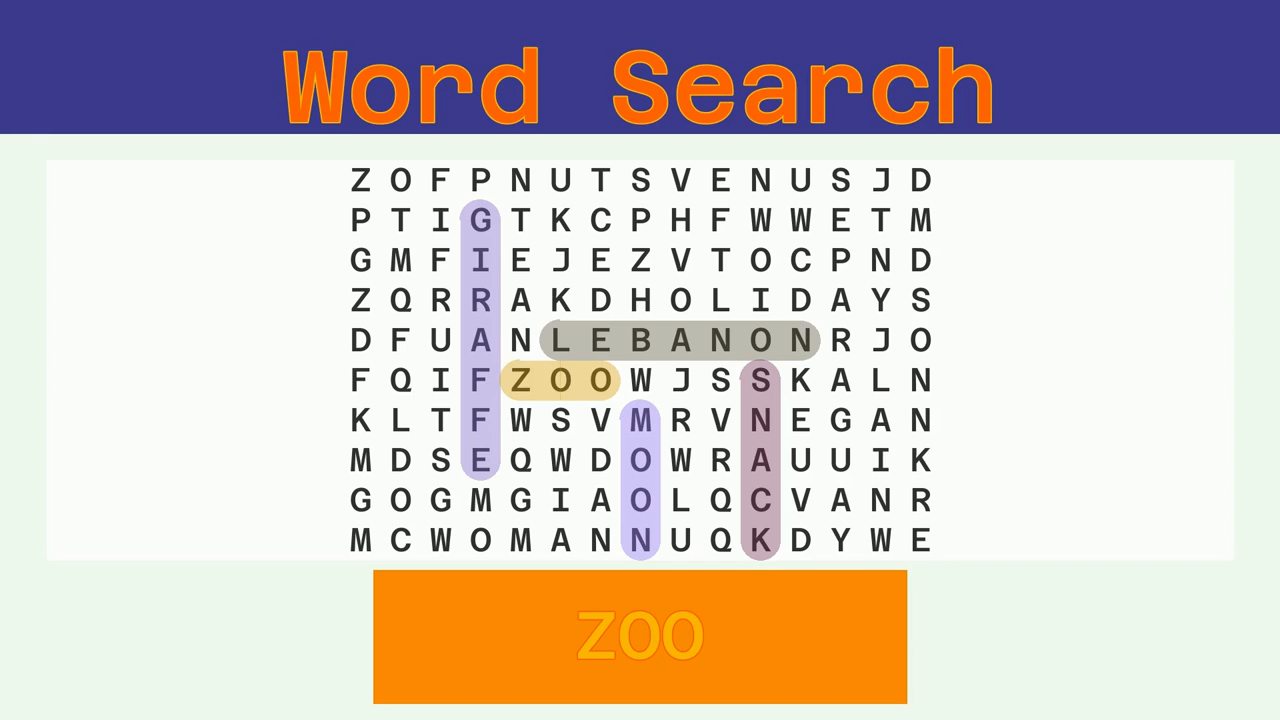 Word Search
Z O F P N U T S V E N U S J D
P T I G T K C P H F W W E T M
G M F I E J E Z V T O C P N D
Z Q R R A K D H O L I D A Y S
D F U A N L E B A N O N R J O
F Q I F Z O O W J S S K A L N
K L T F W S V M R V N E G A N
M D S E Q W D O W R A U U I K
G O G M G I A O L Q C V A N R
M C W O M A N N U Q K D Y W E
ZOO